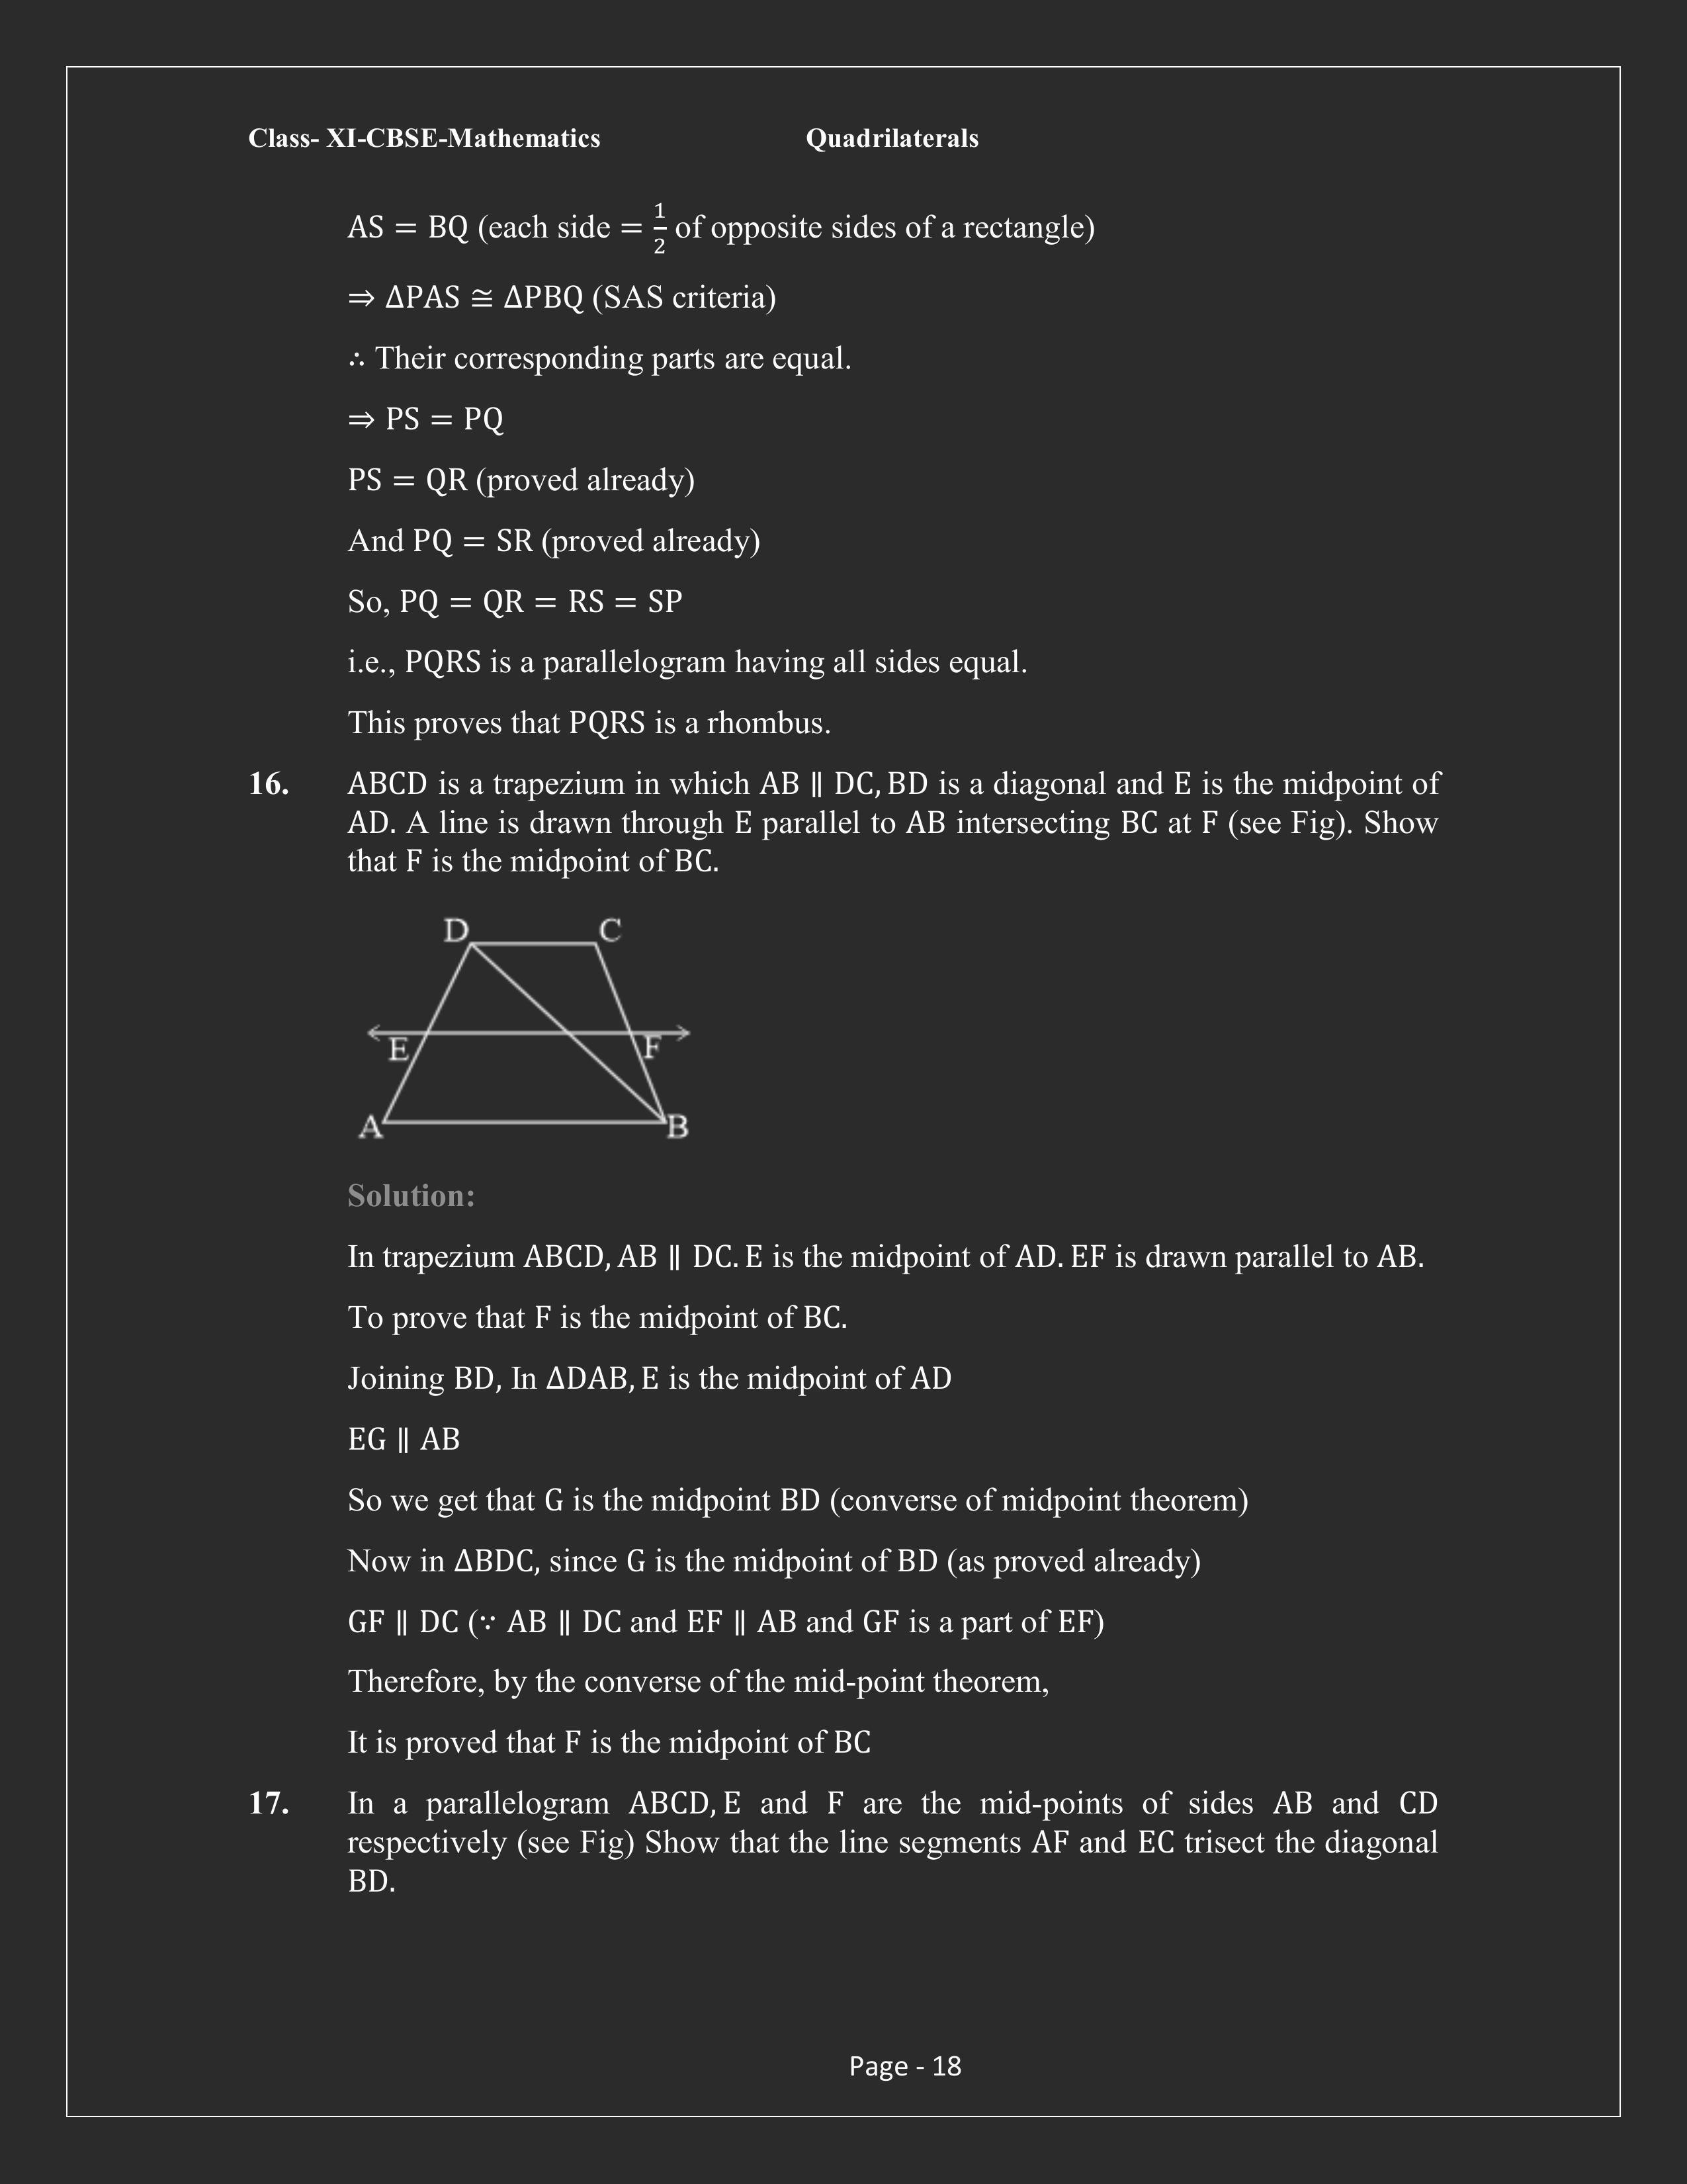 Class- XI-CBSE-Mathematics Quadrilaterals
AS = BQ (each side = 1/2 of opposite sides of a rectangle)
⇒ ∆PAS ≅ ∆PBQ (SAS criteria)
∴ Their corresponding parts are equal.
⇒ PS = PQ
PS = QR (proved already)
And PQ = SR (proved already)
So, PQ = QR = RS = SP
i.e., PQRS is a parallelogram having all sides equal.
This proves that PQRS is a rhombus.
16. ABCD is a trapezium in which AB ∥ DC, BD is a diagonal and E is the midpoint of
AD. A line is drawn through E parallel to AB intersecting BC at F (see Fig). Show
that F is the midpoint of BC.
D C
E F
A B
Solution:
In trapezium ABCD, AB ∥ DC. E is the midpoint of AD. EF is drawn parallel to AB.
To prove that F is the midpoint of BC.
Joining BD, In ∆DAB, E is the midpoint of AD
EG ∥ AB
So we get that G is the midpoint BD (converse of midpoint theorem)
Now in ∆BDC, since G is the midpoint of BD (as proved already)
GF ∥ DC (∵ AB ∥ DC and EF ∥ AB and GF is a part of EF)
Therefore, by the converse of the mid-point theorem,
It is proved that F is the midpoint of BC
17. In a parallelogram ABCD, E and F are the mid-points of sides AB and CD
respectively (see Fig) Show that the line segments AF and EC trisect the diagonal
BD.
Page - 18